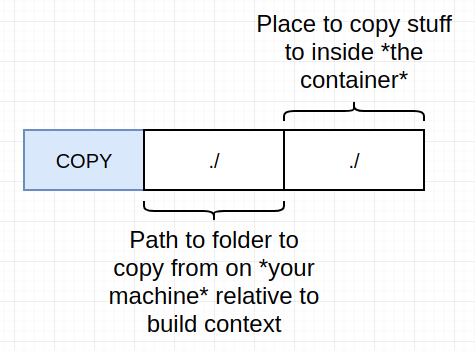 Place to copy stuff
to inside *the
container*
COPY
./
./
Path to folder to
copy from on *your
machine* relative to
build context